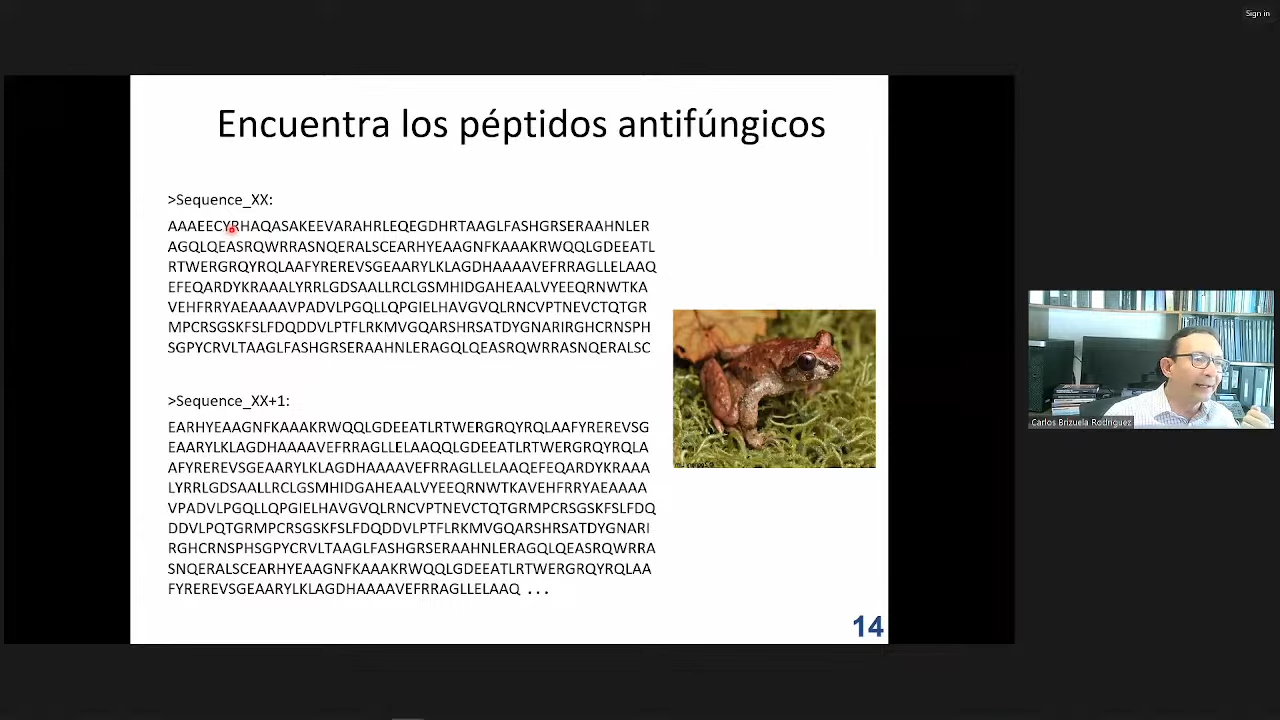 Sign in
Encuentra los péptidos antifúngicos
>Sequence_XX:
AAAEECYRHAQASAKEEVARAHRLEQEGDHRTAAGLFASHGRSERAAHNLER
AGQLQEASRQWRRASNQERALSCEARHYEAAGNFKAAAKRWQQLGDEEATL
RTWERGRQYRQLAAFYREREVSGEAARYLKLAGDHAAAAVEFRRAGLLELAAQ
EFEQARDYKRAAALYRRLGDSAALLRCLGSMHIDGAHEAALVYEEQRNWTKA
VEHFRRYAEAAAAVPADVLPGQLLQPGIELHAVGVQLRNCVPTNEVCTQTGR
MPCRSGSKFSLFDQDDVLPTFLRKMVGQARSHRSATDYGNARIRGHCRNSPH
SGPYCRVLTAAGLFASHGRSERAAHNLERAGQLQEASRQWRRASNQERALSC
>Sequence_XX+1:
EARHYEAAGNFKAAAKRWQQLGDEEATLRTWERGRQYRQLAAFYREREVSG
EAARYLKLAGDHAAAAVEFRRAGLLELAAQQLGDEEATLRTWERGRQYRQLA
AFYREREVSGEAARYLKLAGDHAAAAVEFRRAGLLELAAQEFEQARDYKRAAA
LYRRLGDSAALLRCLGSMHIDGAHEAALVYEEQRNWTKAVEHFRRYAEAAAA
VPADVLPGQLLQPGIELHAVGVQLRNCVPTNEVCTQTGRMPCRSGSKFSLFDQ
DDVLPQTGRMPCRSGSKFSLFDQDDVLPTFLRKMVGQARSHRSATDYGNARI
RGHCRNSPHSGPYCRVLTAAGLFASHGRSERAAHNLERAGQLQEASRQWRRA
SNQERALSCEARHYEAAGNFKAAAKRWQQLGDEEATLRTWERGRQYRQLAA
FYREREVSGEAARYLKLAGDHAAAAVEFRRAGLLELAAQ ...
14
Carlos Brizuela Rodriguez